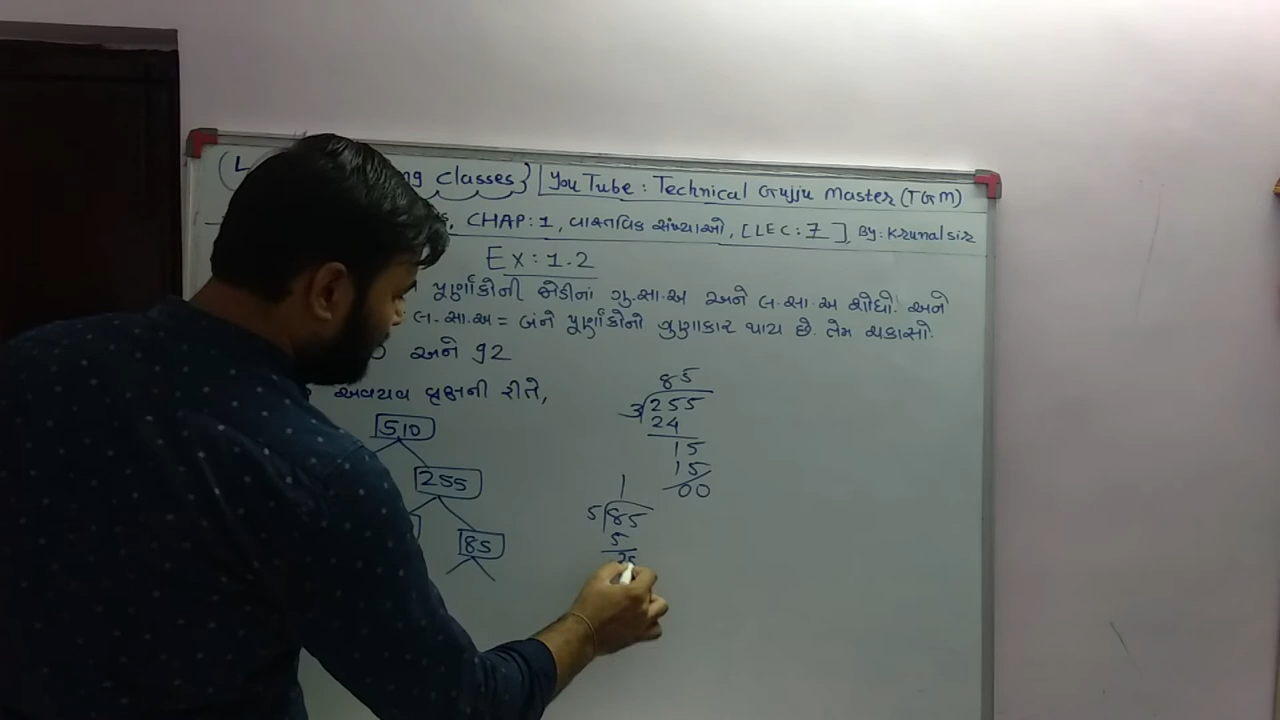 classes} | YouTube : Technical Gujju Master (TGM)
CHAP : 1 , વાસ્તવિક સંખ્યાઓ , [LEC : 7] , By : Krunal sir
Ex : 1.2
પૂર્ણાંકોની જોડીનાં ગુ.સા.અ અને લ.સા.અ શોધો. અને
લ.સા.અ = બંને પૂર્ણાંકોનો ગુણાકાર થાય છે. તેમ ચકાસો.
અને 92
અવયવ વૃક્ષની રીતે,
510
255
85
85
3 255
24
15
15
00
1
5 85
5